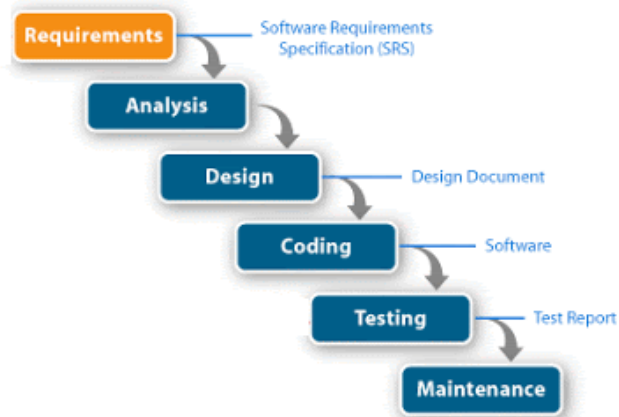 Requirements
Software Requirements
Specification (SRS)
Analysis
Design
Design Document
Coding
Software
Testing
Test Report
Maintenance